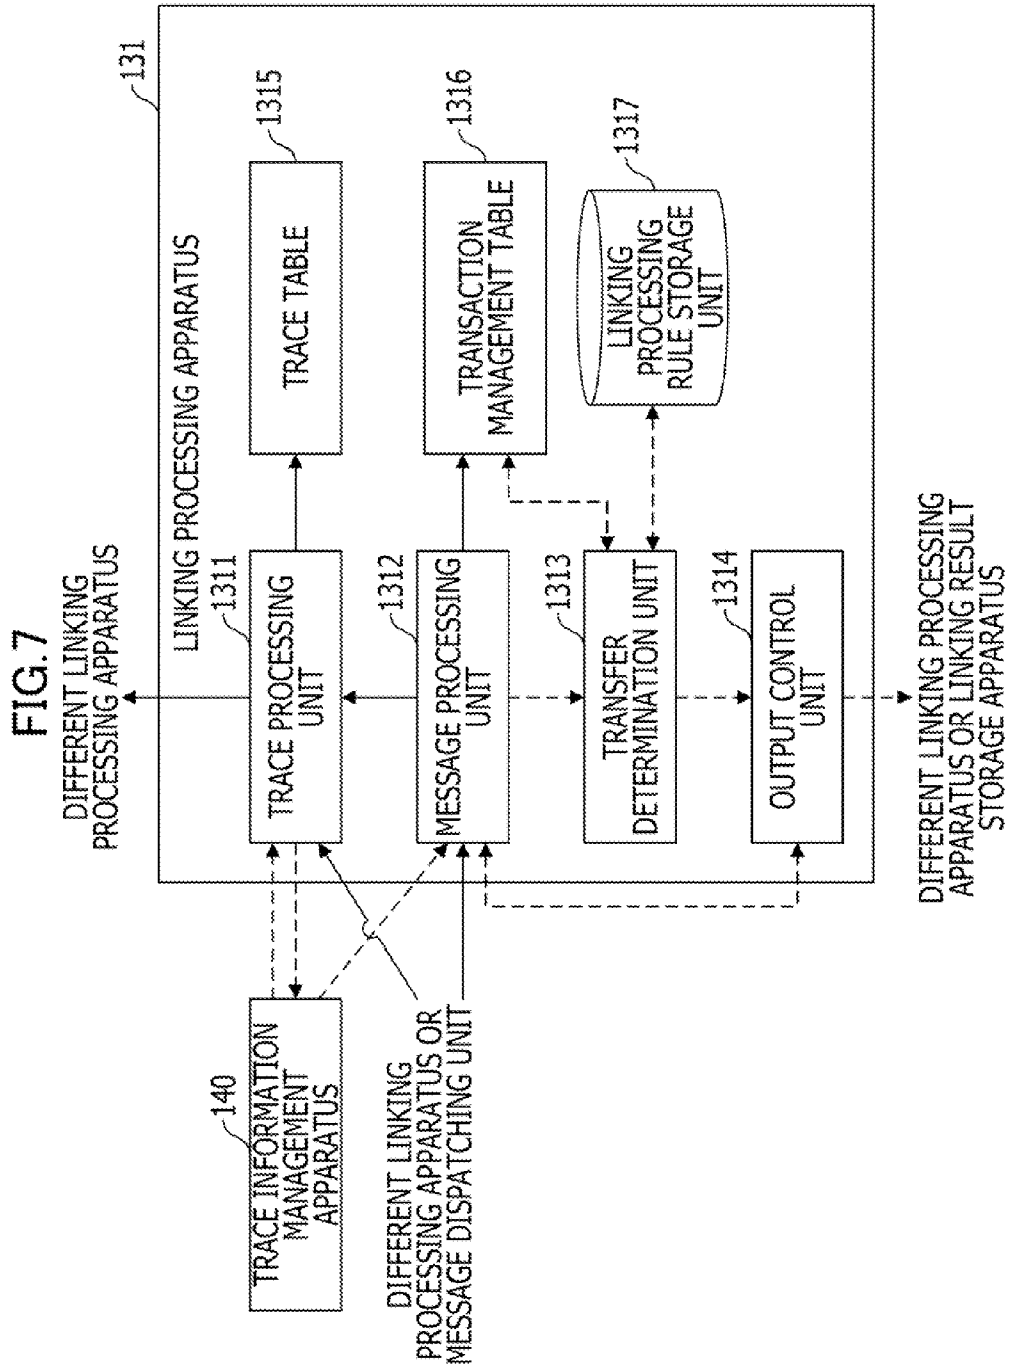 FIG.7
DIFFERENT LINKING
PROCESSING APPARATUS
131
LINKING PROCESSING APPARATUS
140
TRACE INFORMATION
MANAGEMENT
APPARATUS
1311
TRACE PROCESSING
UNIT
1315
TRACE TABLE
DIFFERENT LINKING
PROCESSING APPARATUS OR
MESSAGE DISPATCHING UNIT
1312
MESSAGE PROCESSING
UNIT
1316
TRANSACTION
MANAGEMENT TABLE
1313
TRANSFER
DETERMINATION UNIT
1317
LINKING
PROCESSING
RULE STORAGE
UNIT
1314
OUTPUT CONTROL
UNIT
DIFFERENT LINKING PROCESSING
APPARATUS OR LINKING RESULT
STORAGE APPARATUS